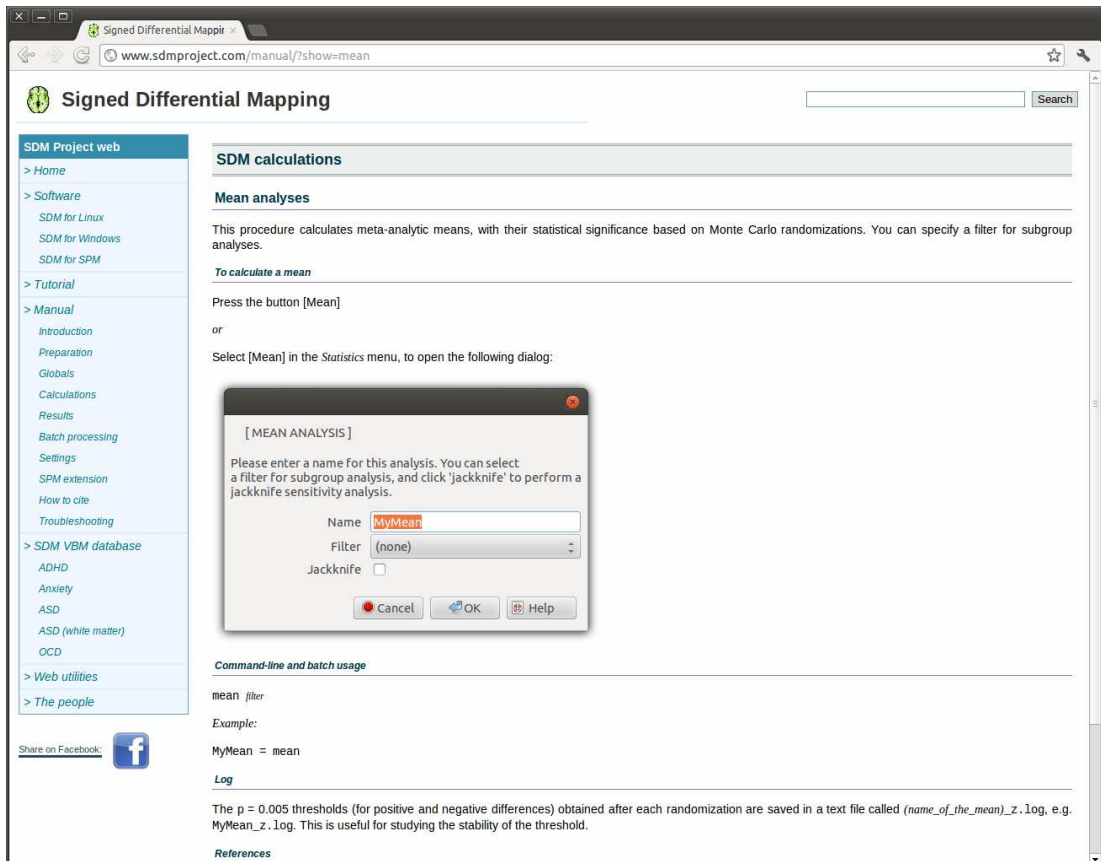 Signed Differential Mappin
www.sdmproject.com/manual/?show=mean
Signed Differential Mapping
Search
SDM Project web
> Home
> Software
SDM for Linux
SDM for Windows
SDM for SPM
> Tutorial
> Manual
Introduction
Preparation
Globals
Calculations
Results
Batch processing
Settings
SPM extension
How to cite
Troubleshooting
> SDM VBM database
ADHD
Anxiety
ASD
ASD (white matter)
OCD
> Web utilities
> The people
Share on Facebook:
SDM calculations
Mean analyses
This procedure calculates meta-analytic means, with their statistical significance based on Monte Carlo randomizations. You can specify a filter for subgroup
analyses.
To calculate a mean
Press the button [Mean]
or
Select [Mean] in the Statistics menu, to open the following dialog:
[ MEAN ANALYSIS ]
Please enter a name for this analysis. You can select
a filter for subgroup analysis, and click 'jackknife' to perform a
jackknife sensitivity analysis.
Name MyMean
Filter (none)
Jackknife
Cancel OK Help
Command-line and batch usage
mean filter
Example:
MyMean = mean
Log
The p = 0.005 thresholds (for positive and negative differences) obtained after each randomization are saved in a text file called (name_of_the_mean)_z.log, e.g.
MyMean_z.log. This is useful for studying the stability of the threshold.
References